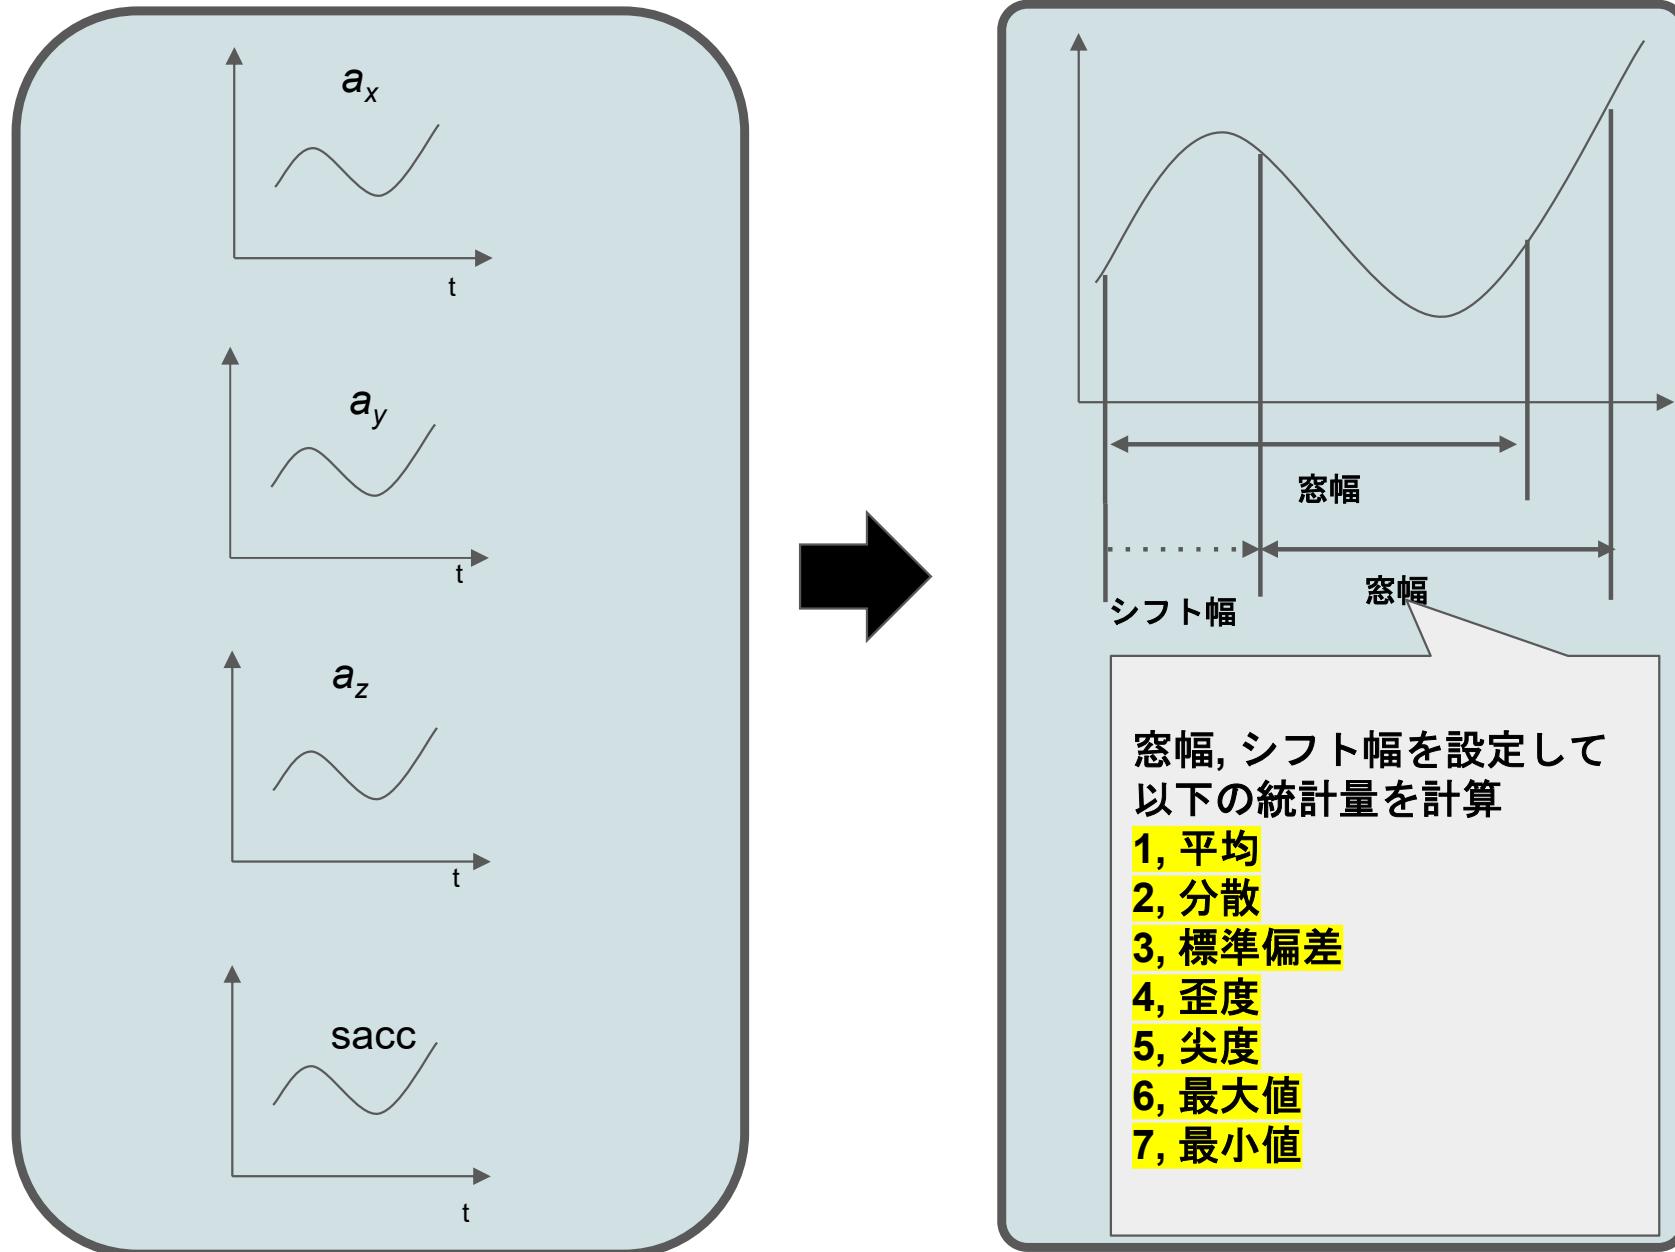 a_x
t
a_y
t
a_z
t
sacc
t
窓幅
シフト幅
窓幅
窓幅, シフト幅を設定して
以下の統計量を計算
1, 平均
2, 分散
3, 標準偏差
4, 歪度
5, 尖度
6, 最大値
7, 最小値